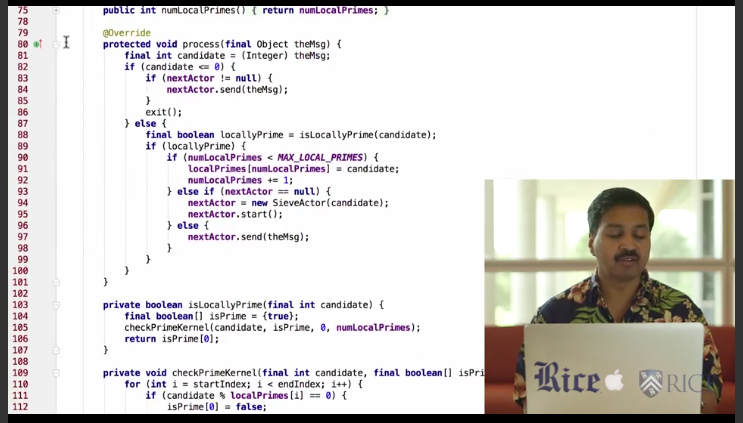 75 public int numLocalPrimes() { return numLocalPrimes; }
78
79 @Override
80 protected void process(final Object theMsg) {
81 final int candidate = (Integer) theMsg;
82 if (candidate <= 0) {
83 if (nextActor != null) {
84 nextActor.send(theMsg);
85 }
86 exit();
87 } else {
88 final boolean locallyPrime = isLocallyPrime(candidate);
89 if (locallyPrime) {
90 if (numLocalPrimes < MAX_LOCAL_PRIMES) {
91 localPrimes[numLocalPrimes] = candidate;
92 numLocalPrimes += 1;
93 } else if (nextActor == null) {
94 nextActor = new SieveActor(candidate);
95 nextActor.start();
96 } else {
97 nextActor.send(theMsg);
98 }
99 }
100 }
101 }
102
103 private boolean isLocallyPrime(final int candidate) {
104 final boolean[] isPrime = {true};
105 checkPrimeKernel(candidate, isPrime, 0, numLocalPrimes);
106 return isPrime[0];
107 }
108
109 private void checkPrimeKernel(final int candidate, final boolean[] isPri
110 for (int i = startIndex; i < endIndex; i++) {
111 if (candidate % localPrimes[i] == 0) {
112 isPrime[0] = false;
Rice
RIC